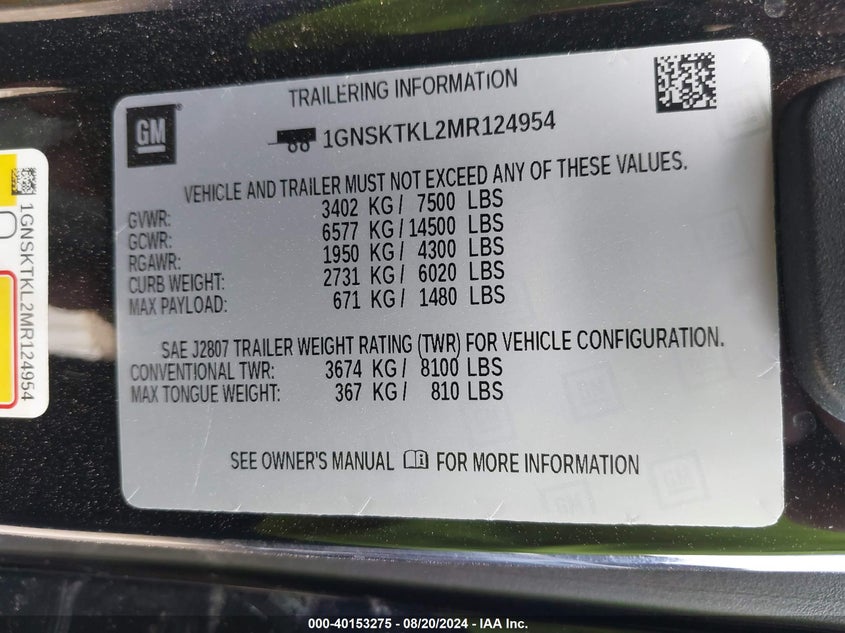 TRAILERING INFORMATION
GM
1GNSKTKL2MR124954
VEHICLE AND TRAILER MUST NOT EXCEED ANY OF THESE VALUES.
GVWR: 3402 KG / 7500 LBS
GCWR: 6577 KG / 14500 LBS
RGAWR: 1950 KG / 4300 LBS
CURB WEIGHT: 2731 KG / 6020 LBS
MAX PAYLOAD: 671 KG / 1480 LBS
SAE J2807 TRAILER WEIGHT RATING (TWR) FOR VEHICLE CONFIGURATION.
CONVENTIONAL TWR: 3674 KG / 8100 LBS
MAX TONGUE WEIGHT: 367 KG / 810 LBS
SEE OWNER'S MANUAL FOR MORE INFORMATION
1GNSKTKL2MR124954
000-40153275 - 08/20/2024 - IAA Inc.